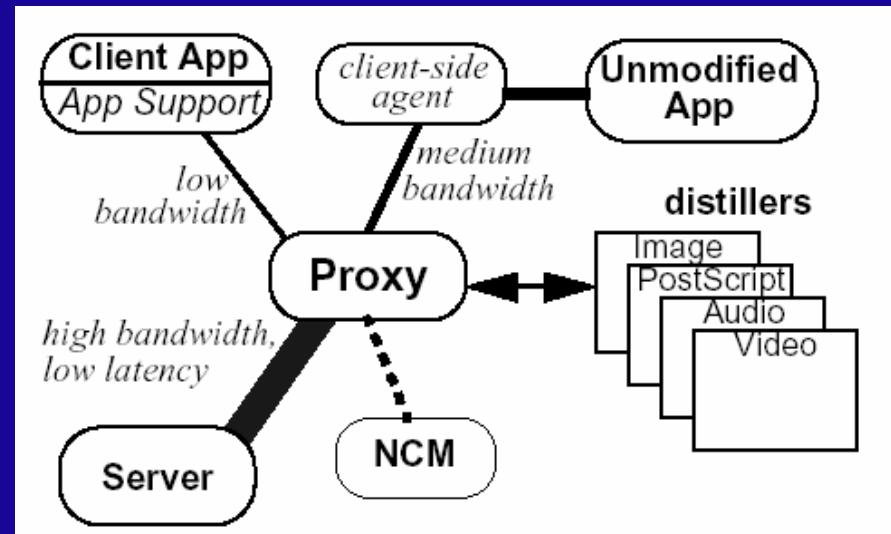 Client App
App Support
client-side
agent
Unmodified
App
low
bandwidth
medium
bandwidth
distillers
Image
PostScript
Audio
Video
Proxy
high bandwidth,
low latency
NCM
Server